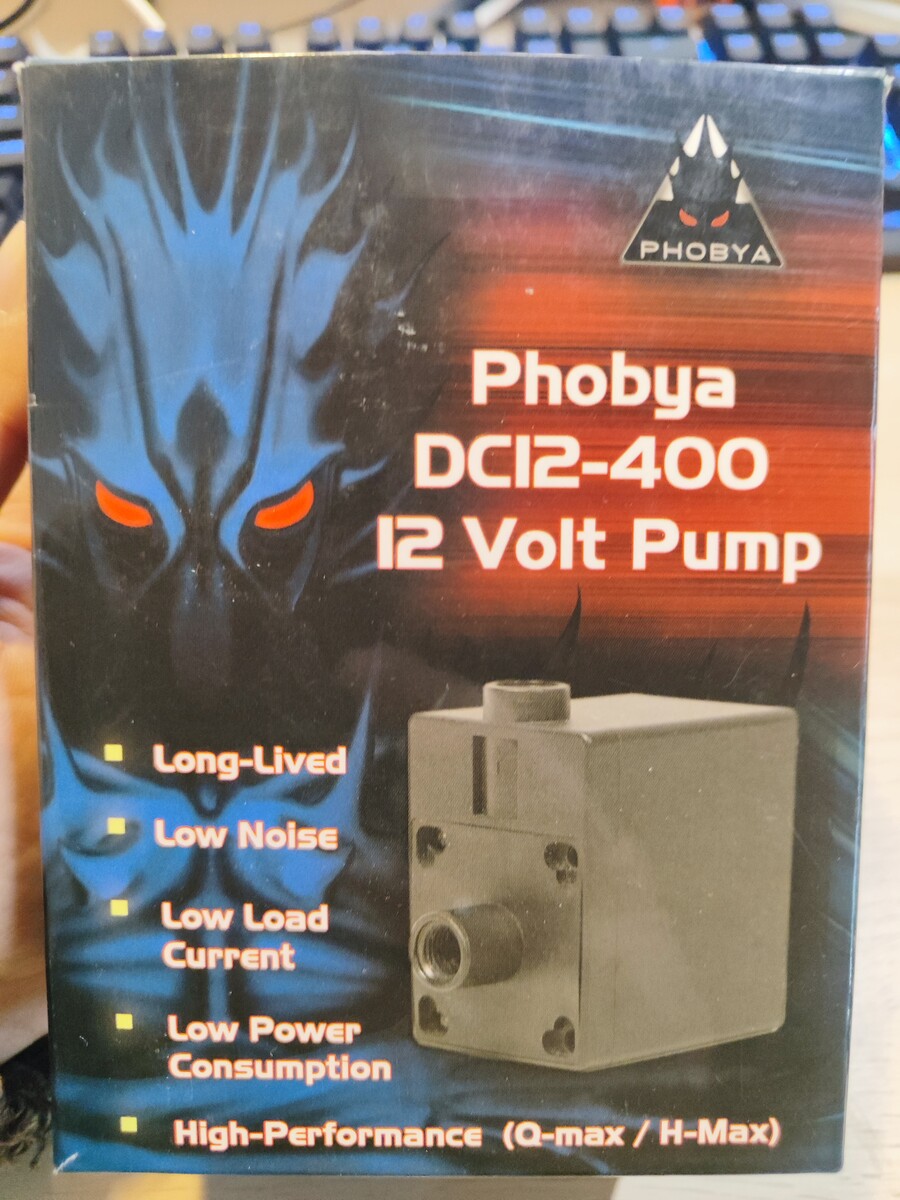 PHOBYA
Phobya
DC12-400
12 Volt Pump
Long-Lived
Low Noise
Low Load
Current
Low Power
Consumption
High-Performance (Q-max / H-Max)